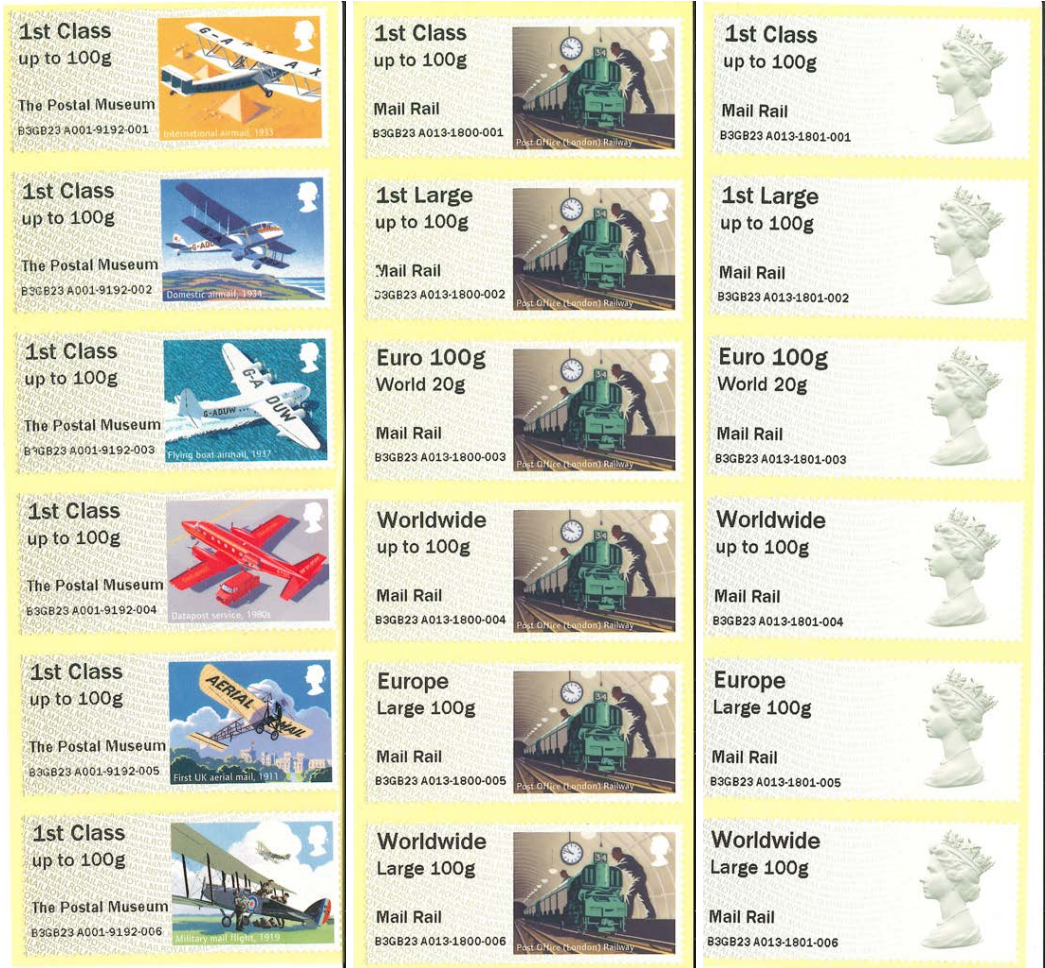 1st Class
up to 100g
The Postal Museum
B3GB23 A001-9192-001
G-AAX
International airmail, 1933
1st Class
up to 100g
The Postal Museum
B3GB23 A001-9192-002
G-ADU
Domestic airmail, 1934
1st Class
up to 100g
The Postal Museum
B3GB23 A001-9192-003
G-ADUW
G-ADUW
Flying boat airmail, 1937
1st Class
up to 100g
The Postal Museum
B3GB23 A001-9192-004
Datapost service, 1980s
1st Class
up to 100g
The Postal Museum
B3GB23 A001-9192-005
AERIAL MAIL
First UK aerial mail, 1911
1st Class
up to 100g
The Postal Museum
B3GB23 A001-9192-006
Military mail flight, 1919
1st Class
up to 100g
Mail Rail
B3GB23 A013-1800-001
34
Post Office (London) Railway
1st Large
up to 100g
Mail Rail
B3GB23 A013-1800-002
34
Post Office (London) Railway
Euro 100g
World 20g
Mail Rail
B3GB23 A013-1800-003
34
Post Office (London) Railway
Worldwide
up to 100g
Mail Rail
B3GB23 A013-1800-004
34
Post Office (London) Railway
Europe
Large 100g
Mail Rail
B3GB23 A013-1800-005
34
Post Office (London) Railway
Worldwide
Large 100g
Mail Rail
B3GB23 A013-1800-006
34
Post Office (London) Railway
1st Class
up to 100g
Mail Rail
B3GB23 A013-1801-001
1st Large
up to 100g
Mail Rail
B3GB23 A013-1801-002
Euro 100g
World 20g
Mail Rail
B3GB23 A013-1801-003
Worldwide
up to 100g
Mail Rail
B3GB23 A013-1801-004
Europe
Large 100g
Mail Rail
B3GB23 A013-1801-005
Worldwide
Large 100g
Mail Rail
B3GB23 A013-1801-006